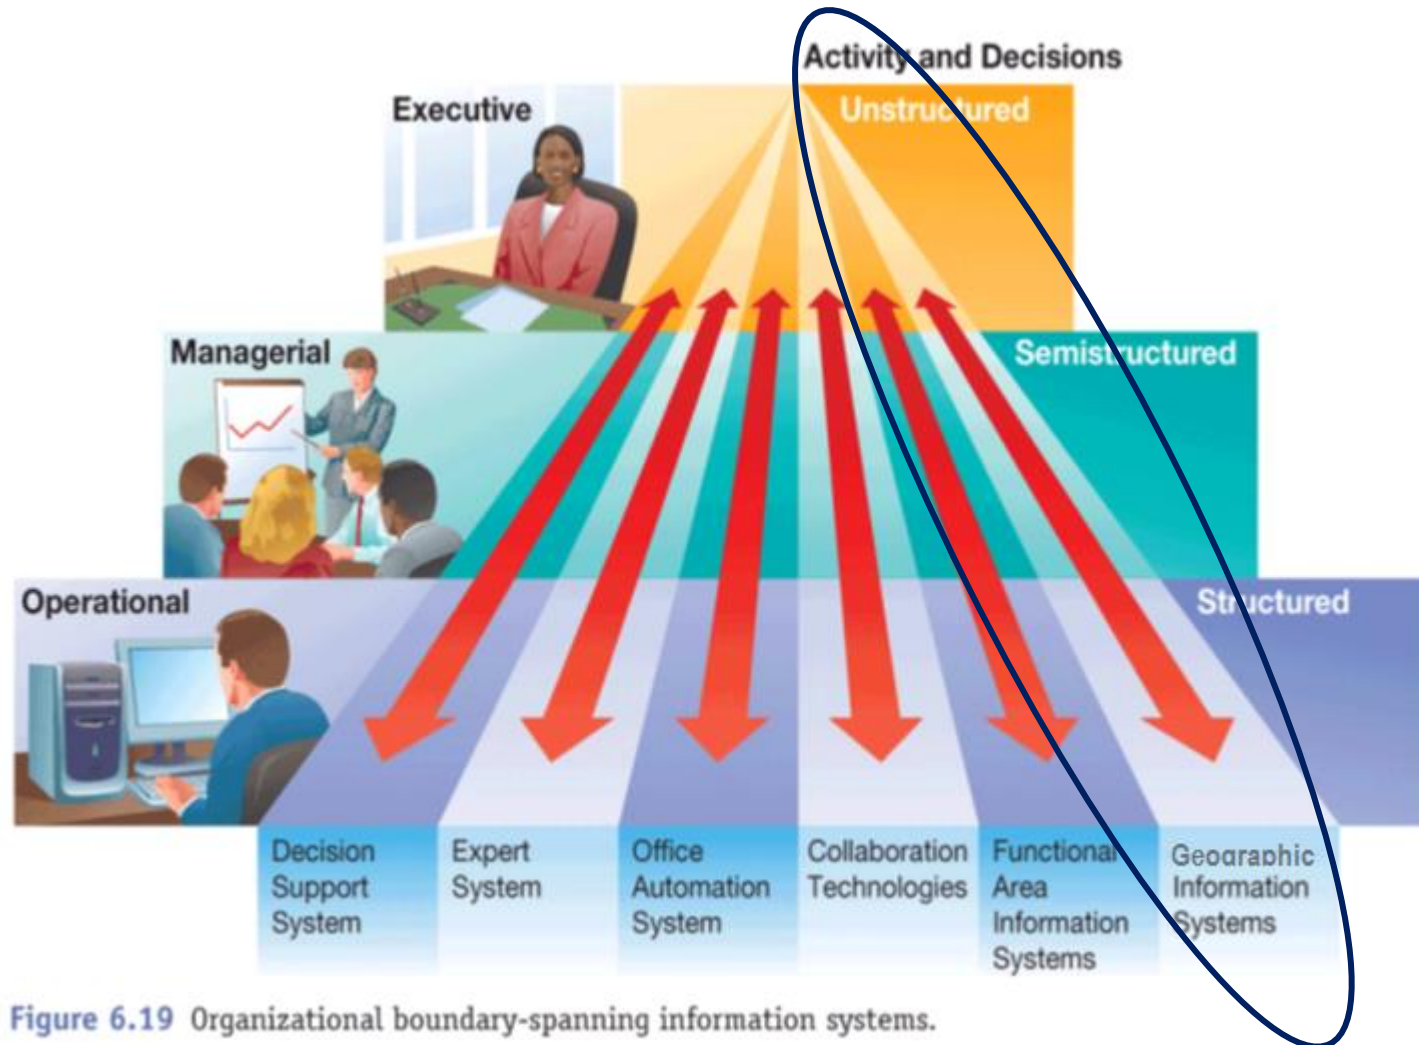 Activity and Decisions
Executive
Unstructured
Managerial
Semistructured
Operational
Structured
Decision
Support
System
Expert
System
Office
Automation
System
Collaboration
Technologies
Functional
Area
Information
Systems
Geographic
Information
Systems
Figure 6.19 Organizational boundary-spanning information systems.